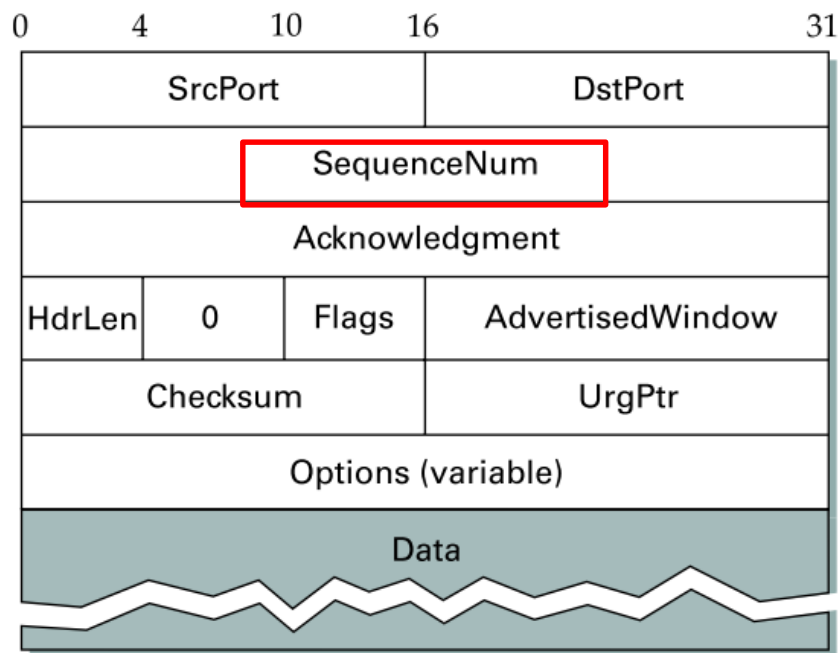 0 4 10 16 31
SrcPort DstPort
SequenceNum
Acknowledgment
HdrLen 0 Flags AdvertisedWindow
Checksum UrgPtr
Options (variable)
Data